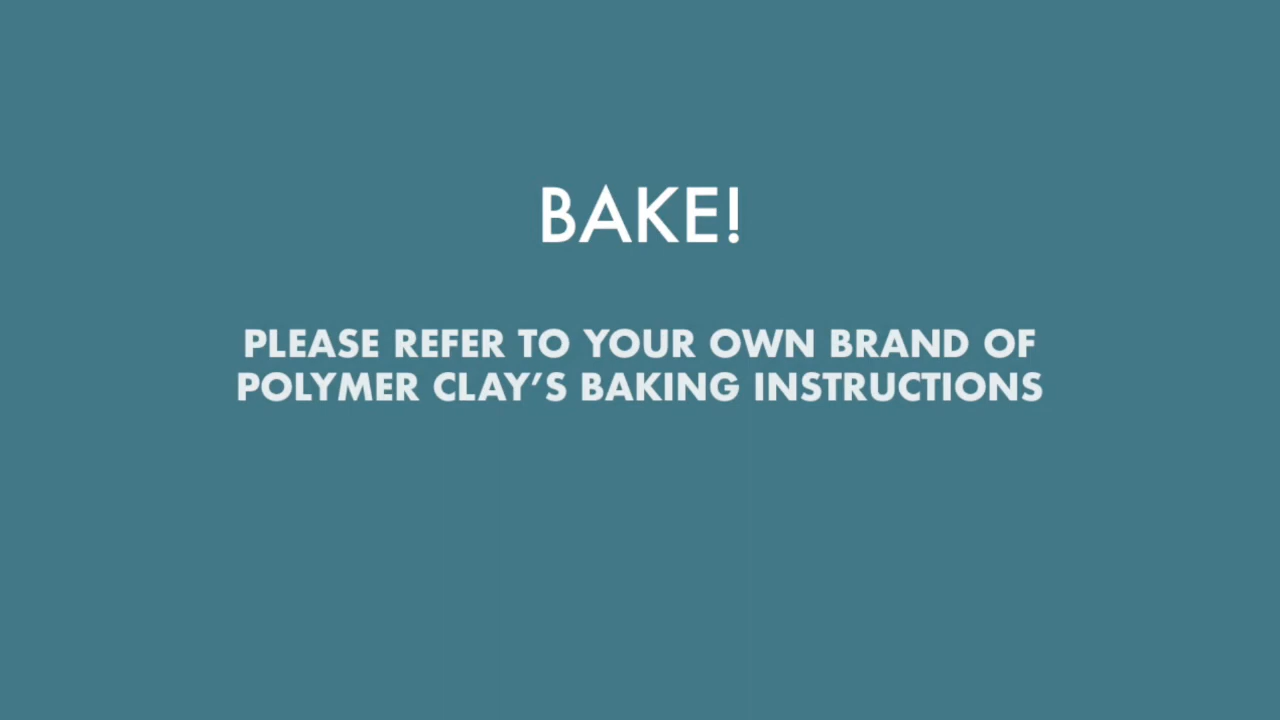 BAKE!
PLEASE REFER TO YOUR OWN BRAND OF
POLYMER CLAY’S BAKING INSTRUCTIONS